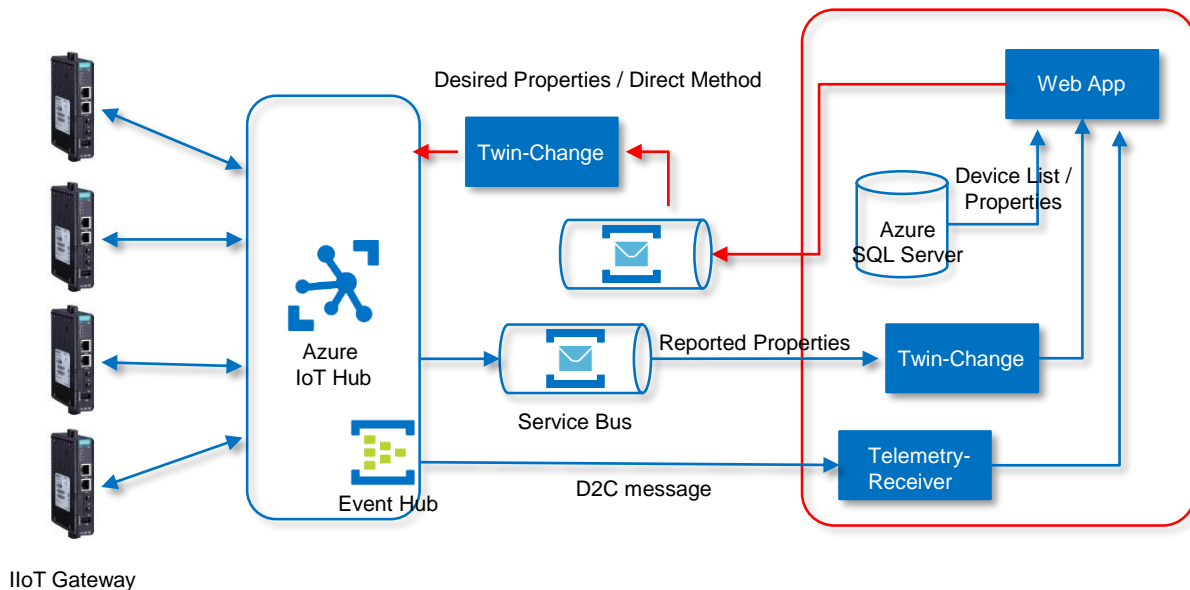 Desired Properties / Direct Method
Web App
Twin-Change
Device List /
Properties
Azure
SQL Server
Azure
IoT Hub
Reported Properties
Twin-Change
Service Bus
Telemetry-
Receiver
Event Hub
D2C message
IIoT Gateway